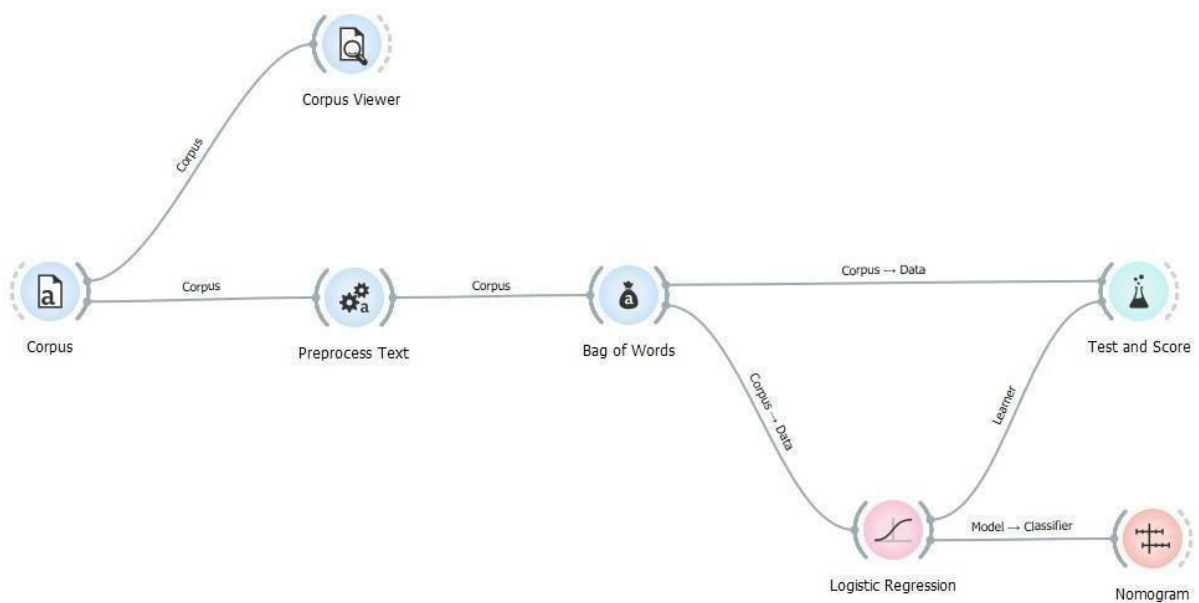 Corpus Viewer
Corpus
a
Corpus
Corpus
a
Preprocess Text
Corpus
a
Bag of Words
Corpus → Data
Test and Score
Corpus → Data
Learner
Logistic Regression
Model → Classifier
Nomogram